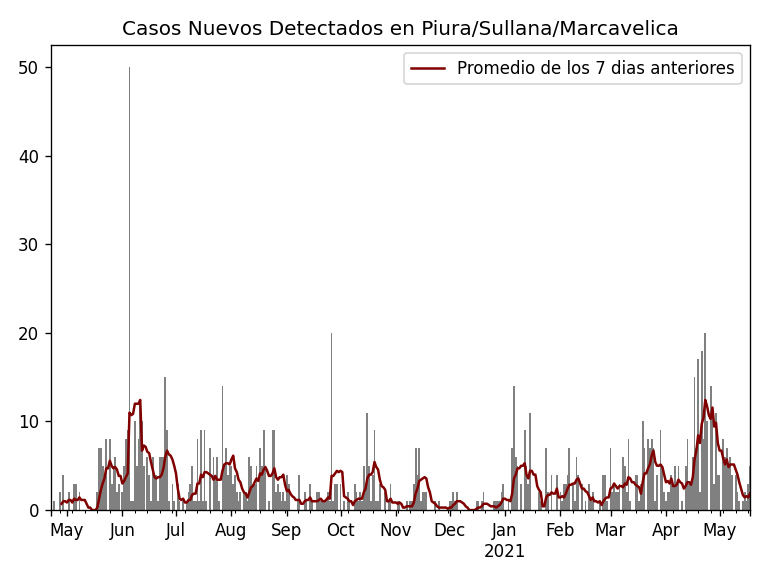 Casos Nuevos Detectados en Piura/Sullana/Marcavelica
Promedio de los 7 dias anteriores
50
40
30
20
10
0
May Jun Jul Aug Sep Oct Nov Dec Jan Feb Mar Apr May
2021